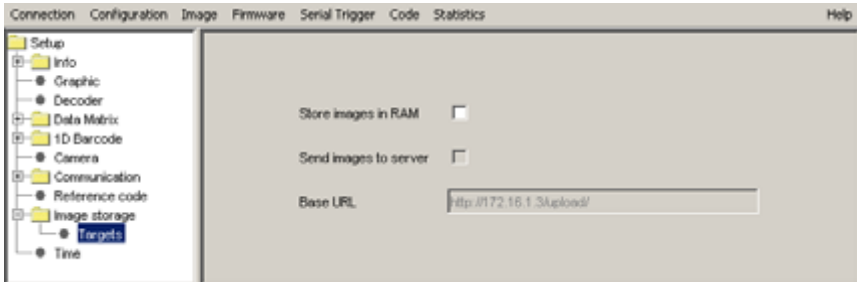 Connection Configuration Image Firmware Serial Trigger Code Statistics Help
Setup
Info
Graphic
Decoder
Data Matrix
1D Barcode
Camera
Communication
Reference code
Image storage
Targets
Time
Store images in RAM
Send images to server
Base URL http://172.16.1.3/upload/